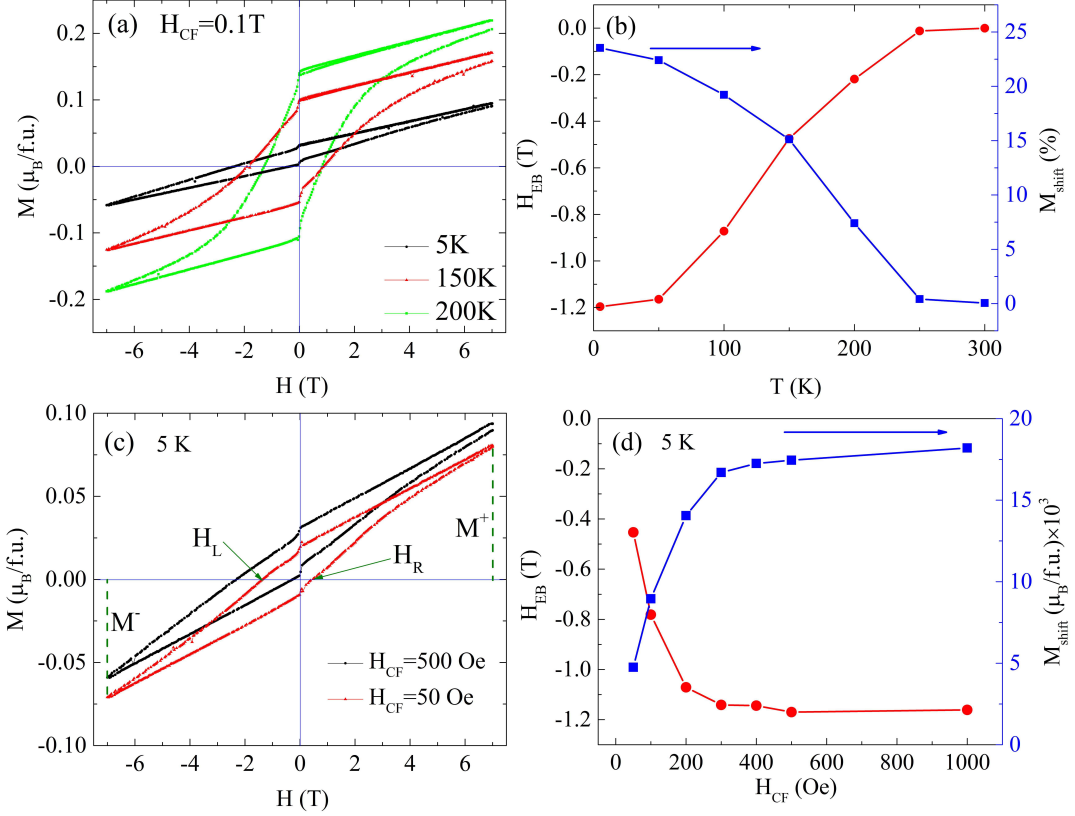 (a) H_CF=0.1T
M (μ_B/f.u.)
0.2
0.1
0.0
-0.1
-0.2
5K
150K
200K
-6 -4 -2 0 2 4 6
H (T)
(b)
H_EB (T)
0.0
-0.2
-0.4
-0.6
-0.8
-1.0
-1.2
25
20
15
10
5
0
M_shift (%)
0 100 200 300
T (K)
(c) 5 K
M (μ_B/f.u.)
0.10
0.05
0.00
-0.05
-0.10
H_L
H_R
M^+
M^-
H_CF=500 Oe
H_CF=50 Oe
-6 -4 -2 0 2 4 6
H (T)
(d) 5 K
H_EB (T)
0.0
-0.2
-0.4
-0.6
-0.8
-1.0
-1.2
20
15
10
5
0
M_shift (μ_B/f.u.)×10^3
0 200 400 600 800 1000
H_CF (Oe)